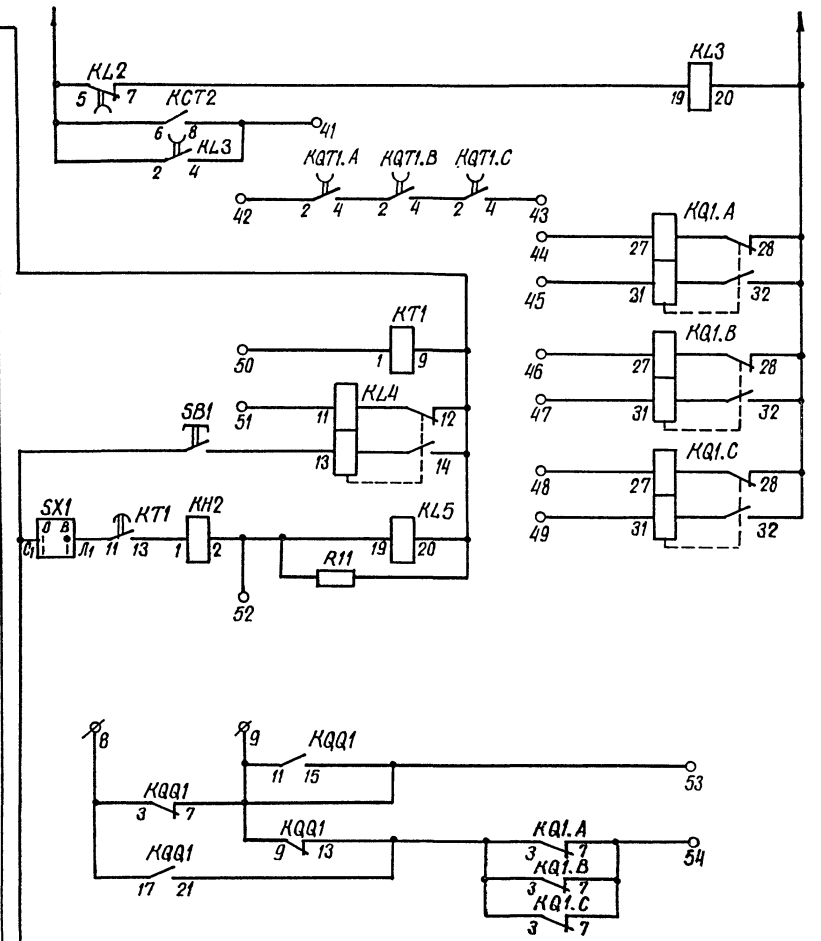 KL3
KL2
5 7
19 20
KCT2
6 8
41
KL3
2 4
KQT1.A KQT1.B KQT1.C
42 2 4 2 4 2 4 43
KQ1.A
44 27 28
45 31 32
KT1
50 1 9
KQ1.B
46 27 28
47 31 32
KL4
51 11 12
SB1
13 14
KQ1.C
48 27 28
49 31 32
SX1 KT1 KH2 KL5
О В
С1 Л1 11 13 1 2 19 20
R11
52
8 9
KQQ1
11 15
53
KQQ1
3 7
KQQ1
9 13
KQ1.A
3 7
54
KQQ1
17 21
KQ1.B
3 7
KQ1.C
3 7